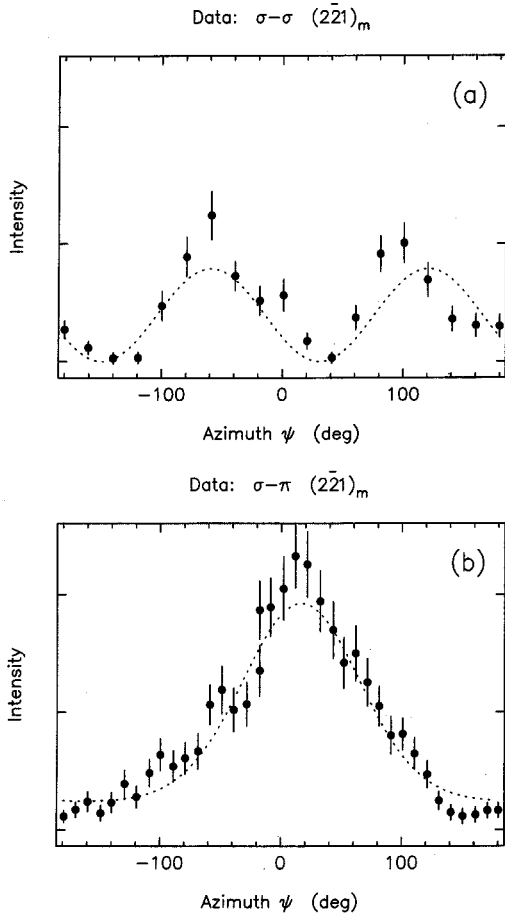 Data: σ−σ (22̄1)m
(a)
Intensity
−100 0 100
Azimuth ψ (deg)
Data: σ−π (22̄1)m
(b)
Intensity
−100 0 100
Azimuth ψ (deg)